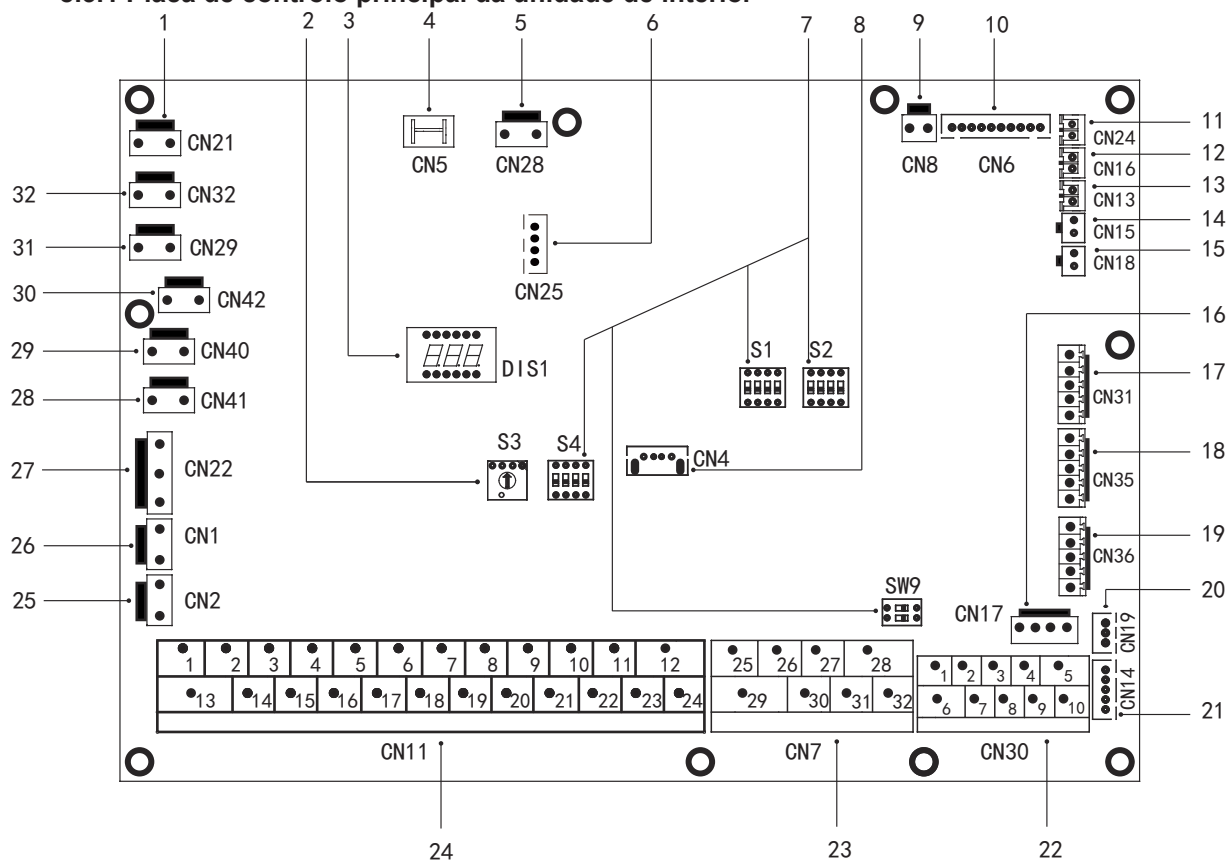 Placa de controlo principal da unidade de interior
1 2 3 4 5 6 7 8 9 10
CN21
CN5
CN28
CN8
CN6
CN24
11
CN16
12
CN13
13
CN15
14
CN18
15
32
CN32
31
CN29
30
CN42
CN25
16
29
CN40
DIS1
S1
S2
28
CN41
CN31
17
27
CN22
S3
S4
CN4
CN35
18
26
CN1
CN36
19
25
CN2
SW9
CN17
CN19
20
CN14
21
1 2 3 4 5 6 7 8 9 10 11 12
13 14 15 16 17 18 19 20 21 22 23 24
25 26 27 28
29 30 31 32
1 2 3 4 5
6 7 8 9 10
CN11
CN7
CN30
24
23
22